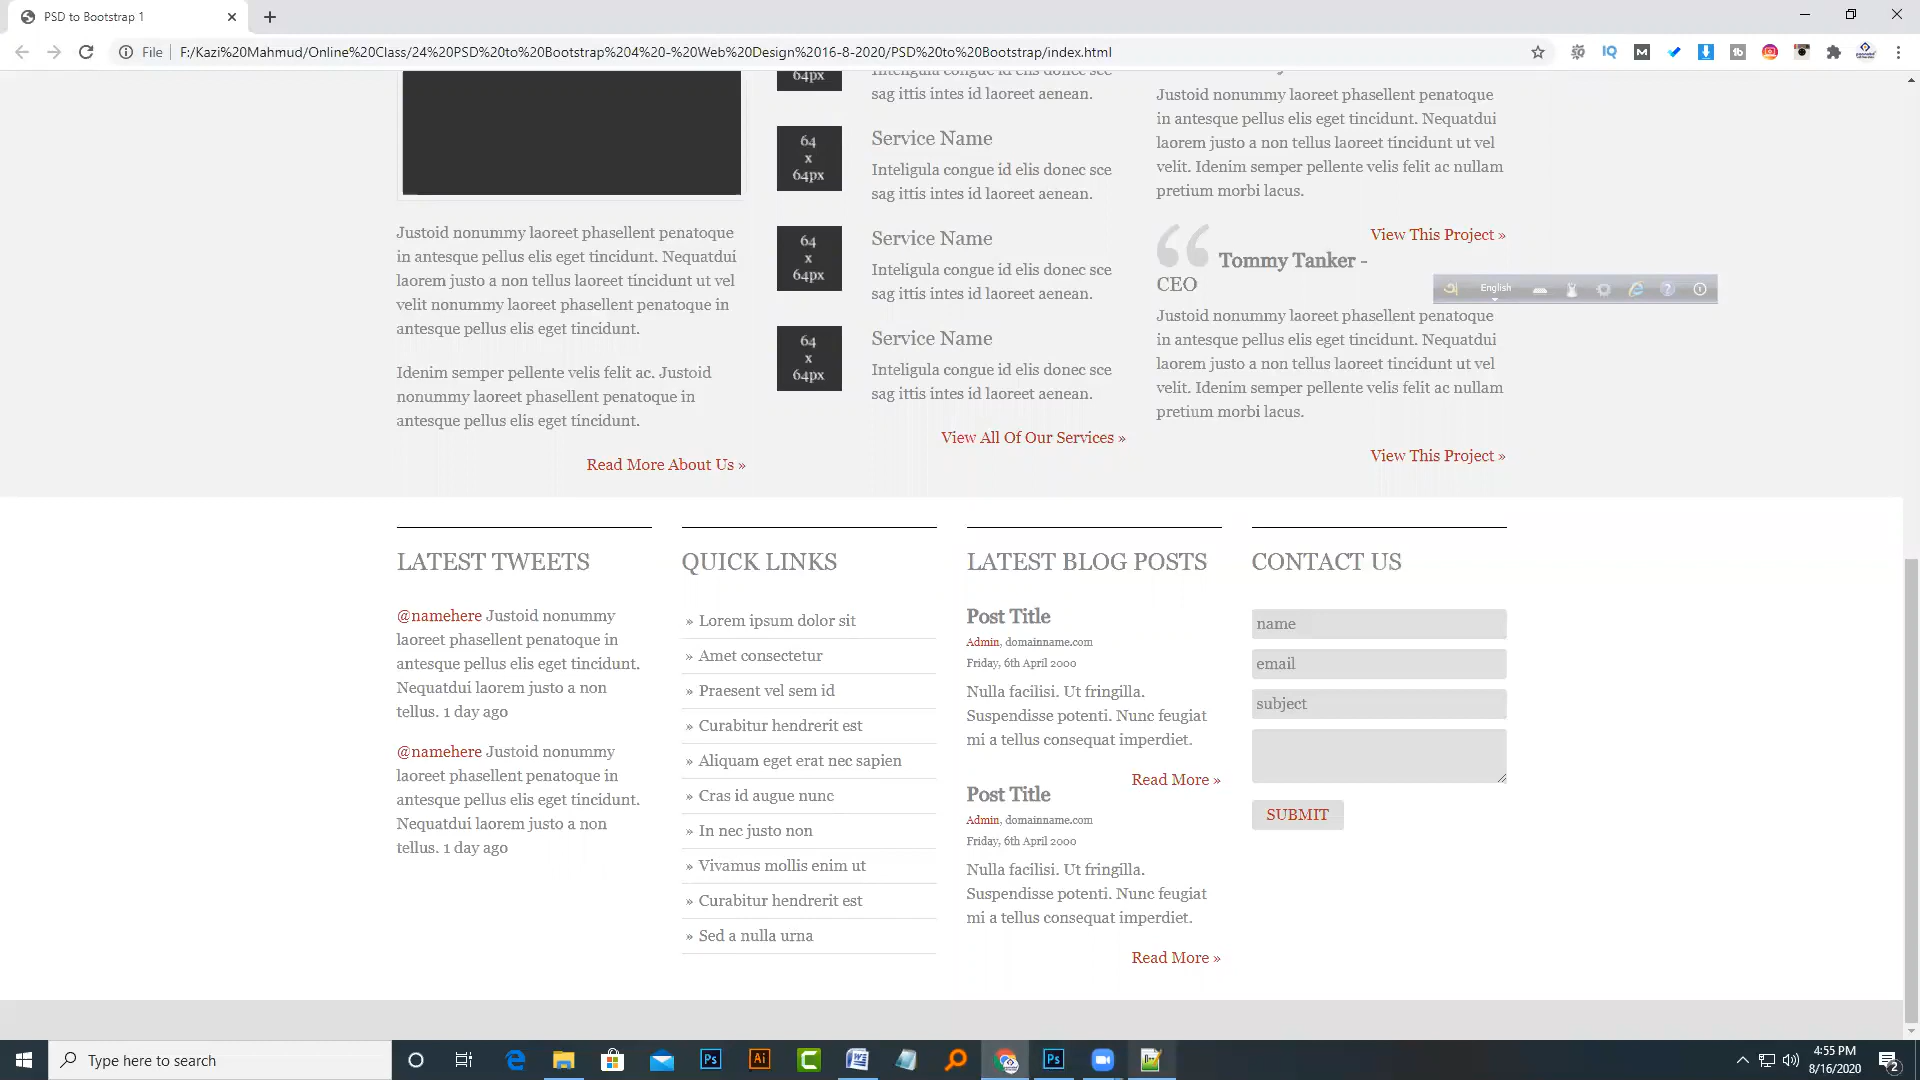 PSD to Bootstrap 1
File
F:/Kazi%20Mahmud/Online%20Class/24%20PSD%20to%20Bootstrap%204%20-%20Web%20Design%2016-8-2020/PSD%20to%20Bootstrap/index.html
64px
Inteligula congue id elis donec sce
sag ittis intes id laoreet aenean.
64
x
64px
Service Name
Inteligula congue id elis donec sce
sag ittis intes id laoreet aenean.
64
x
64px
Service Name
Inteligula congue id elis donec sce
sag ittis intes id laoreet aenean.
64
x
64px
Service Name
Inteligula congue id elis donec sce
sag ittis intes id laoreet aenean.
View All Of Our Services »
Justoid nonummy laoreet phasellent penatoque
in antesque pellus elis eget tincidunt. Nequatdui
laorem justo a non tellus laoreet tincidunt ut vel
velit nonummy laoreet phasellent penatoque in
antesque pellus elis eget tincidunt.
Idenim semper pellente velis felit ac. Justoid
nonummy laoreet phasellent penatoque in
antesque pellus elis eget tincidunt.
Read More About Us »
Justoid nonummy laoreet phasellent penatoque
in antesque pellus elis eget tincidunt. Nequatdui
laorem justo a non tellus laoreet tincidunt ut vel
velit. Idenim semper pellente velis felit ac nullam
pretium morbi lacus.
View This Project »
Tommy Tanker -
CEO
English
Justoid nonummy laoreet phasellent penatoque
in antesque pellus elis eget tincidunt. Nequatdui
laorem justo a non tellus laoreet tincidunt ut vel
velit. Idenim semper pellente velis felit ac nullam
pretium morbi lacus.
View This Project »
LATEST TWEETS
@namehere Justoid nonummy
laoreet phasellent penatoque in
antesque pellus elis eget tincidunt.
Nequatdui laorem justo a non
tellus. 1 day ago
@namehere Justoid nonummy
laoreet phasellent penatoque in
antesque pellus elis eget tincidunt.
Nequatdui laorem justo a non
tellus. 1 day ago
QUICK LINKS
» Lorem ipsum dolor sit
» Amet consectetur
» Praesent vel sem id
» Curabitur hendrerit est
» Aliquam eget erat nec sapien
» Cras id augue nunc
» In nec justo non
» Vivamus mollis enim ut
» Curabitur hendrerit est
» Sed a nulla urna
LATEST BLOG POSTS
Post Title
Admin, domainname.com
Friday, 6th April 2000
Nulla facilisi. Ut fringilla.
Suspendisse potenti. Nunc feugiat
mi a tellus consequat imperdiet.
Read More »
Post Title
Admin, domainname.com
Friday, 6th April 2000
Nulla facilisi. Ut fringilla.
Suspendisse potenti. Nunc feugiat
mi a tellus consequat imperdiet.
Read More »
CONTACT US
name
email
subject
SUBMIT
Type here to search
4:55 PM
8/16/2020
2